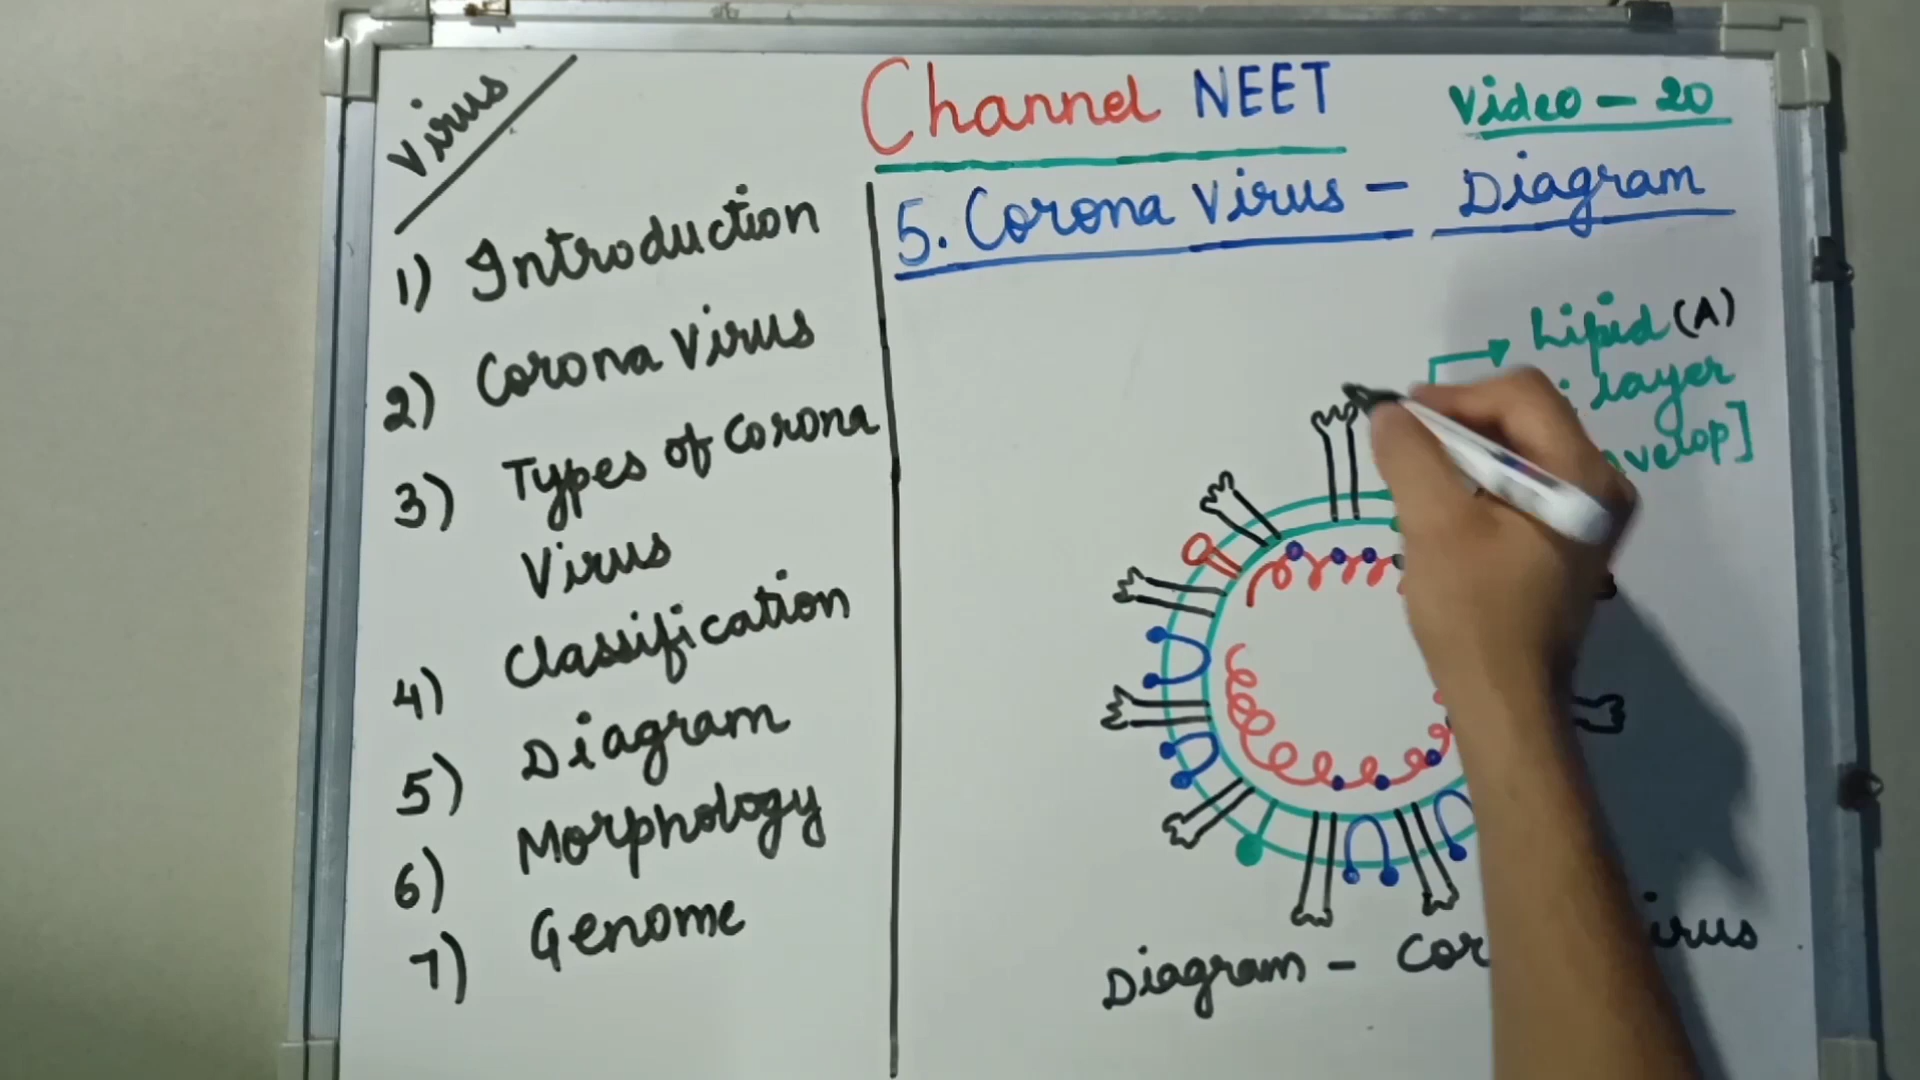 Virus
1) Introduction
2) Corona Virus
3) Types of Corona
Virus
4) Classification
5) Diagram
6) Morphology
7) Genome
Channel NEET
Video - 20
5. Corona Virus - Diagram
Lipid (A)
layer
Diagram -